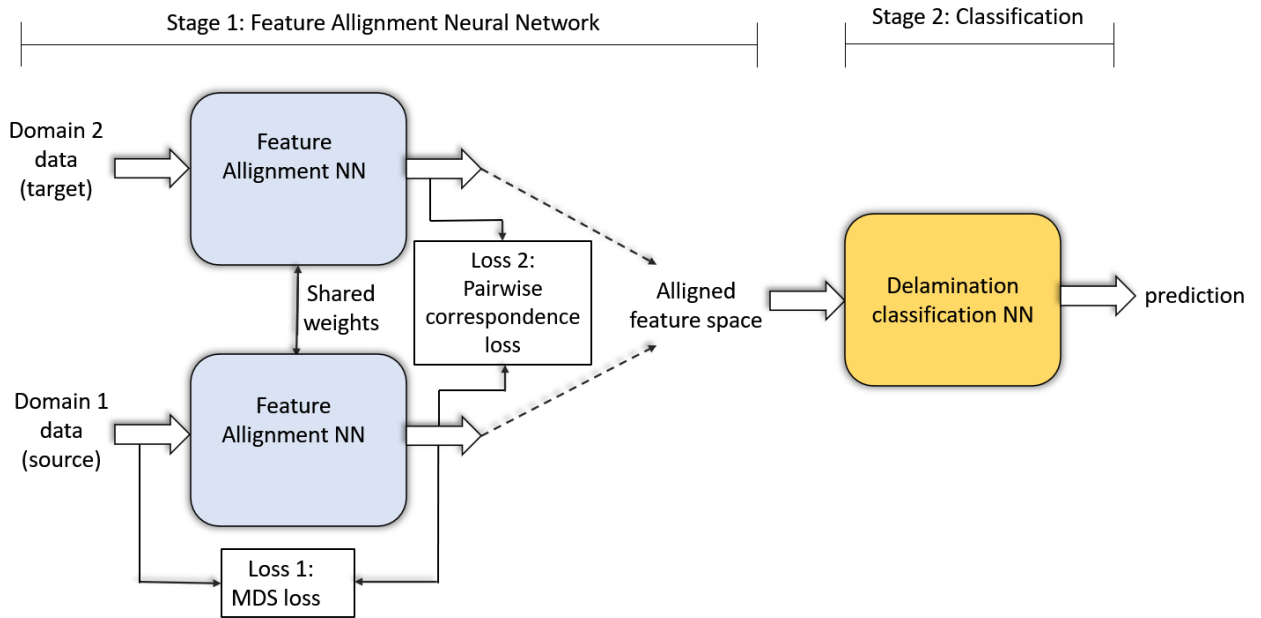 Stage 1: Feature Allignment Neural Network
Stage 2: Classification
Domain 2
data
(target)
Feature
Allignment NN
Loss 2:
Pairwise
correspondence
loss
Shared
weights
Alligned
feature space
Delamination
classification NN
prediction
Domain 1
data
(source)
Feature
Allignment NN
Loss 1:
MDS loss